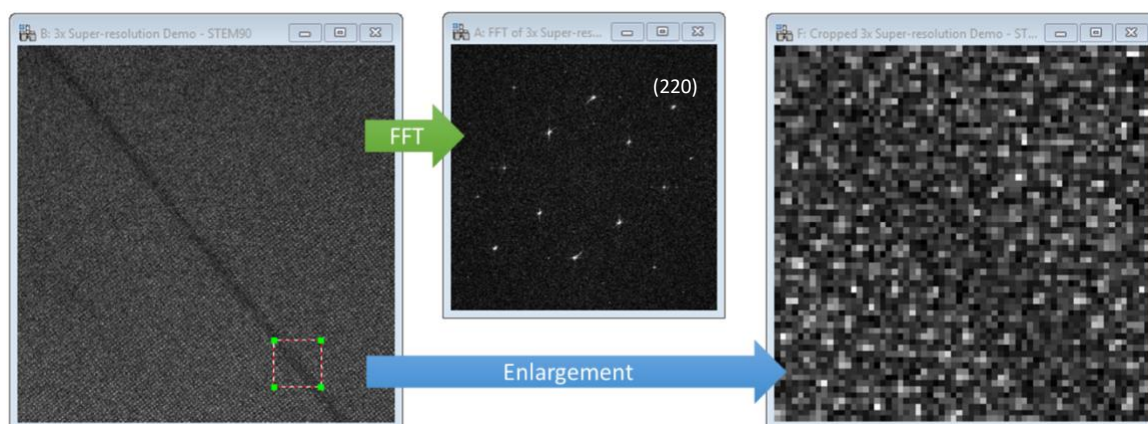 B: 3x Super-resolution Demo - STEM90
A: FFT of 3x Super-res...
F: Cropped 3x Super-resolution Demo - ST...
(220)
FFT
Enlargement